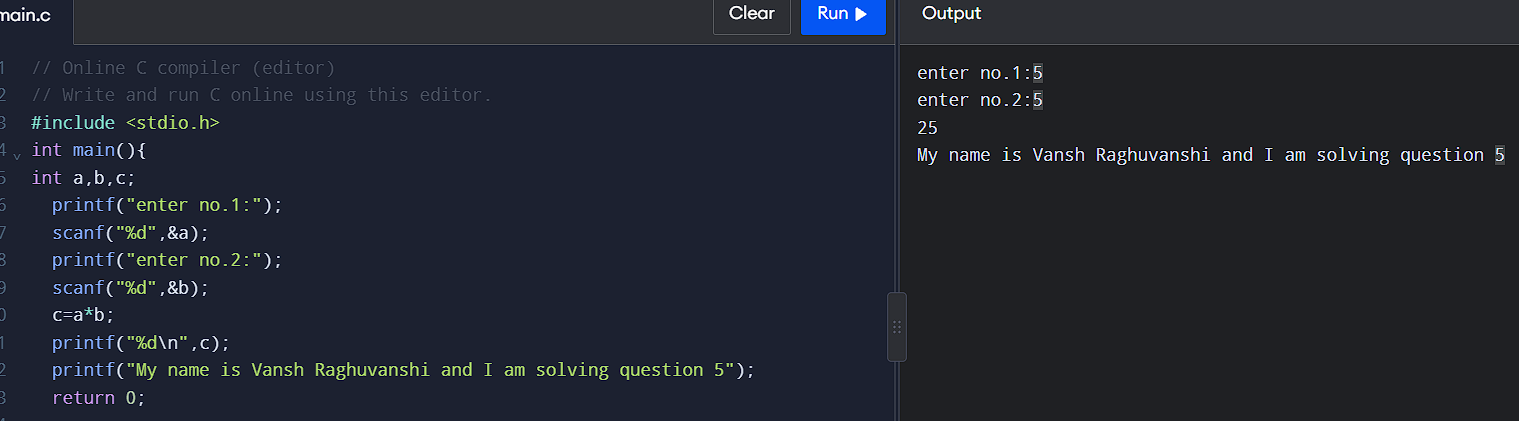 main.c
Clear
Run
Output
1 // Online C compiler (editor)
2 // Write and run C online using this editor.
3 #include <stdio.h>
4 int main(){
5 int a,b,c;
6 printf("enter no.1:");
7 scanf("%d",&a);
8 printf("enter no.2:");
9 scanf("%d",&b);
0 c=a*b;
1 printf("%d\n",c);
2 printf("My name is Vansh Raghuvanshi and I am solving question 5");
3 return 0;
enter no.1:5
enter no.2:5
25
My name is Vansh Raghuvanshi and I am solving question 5